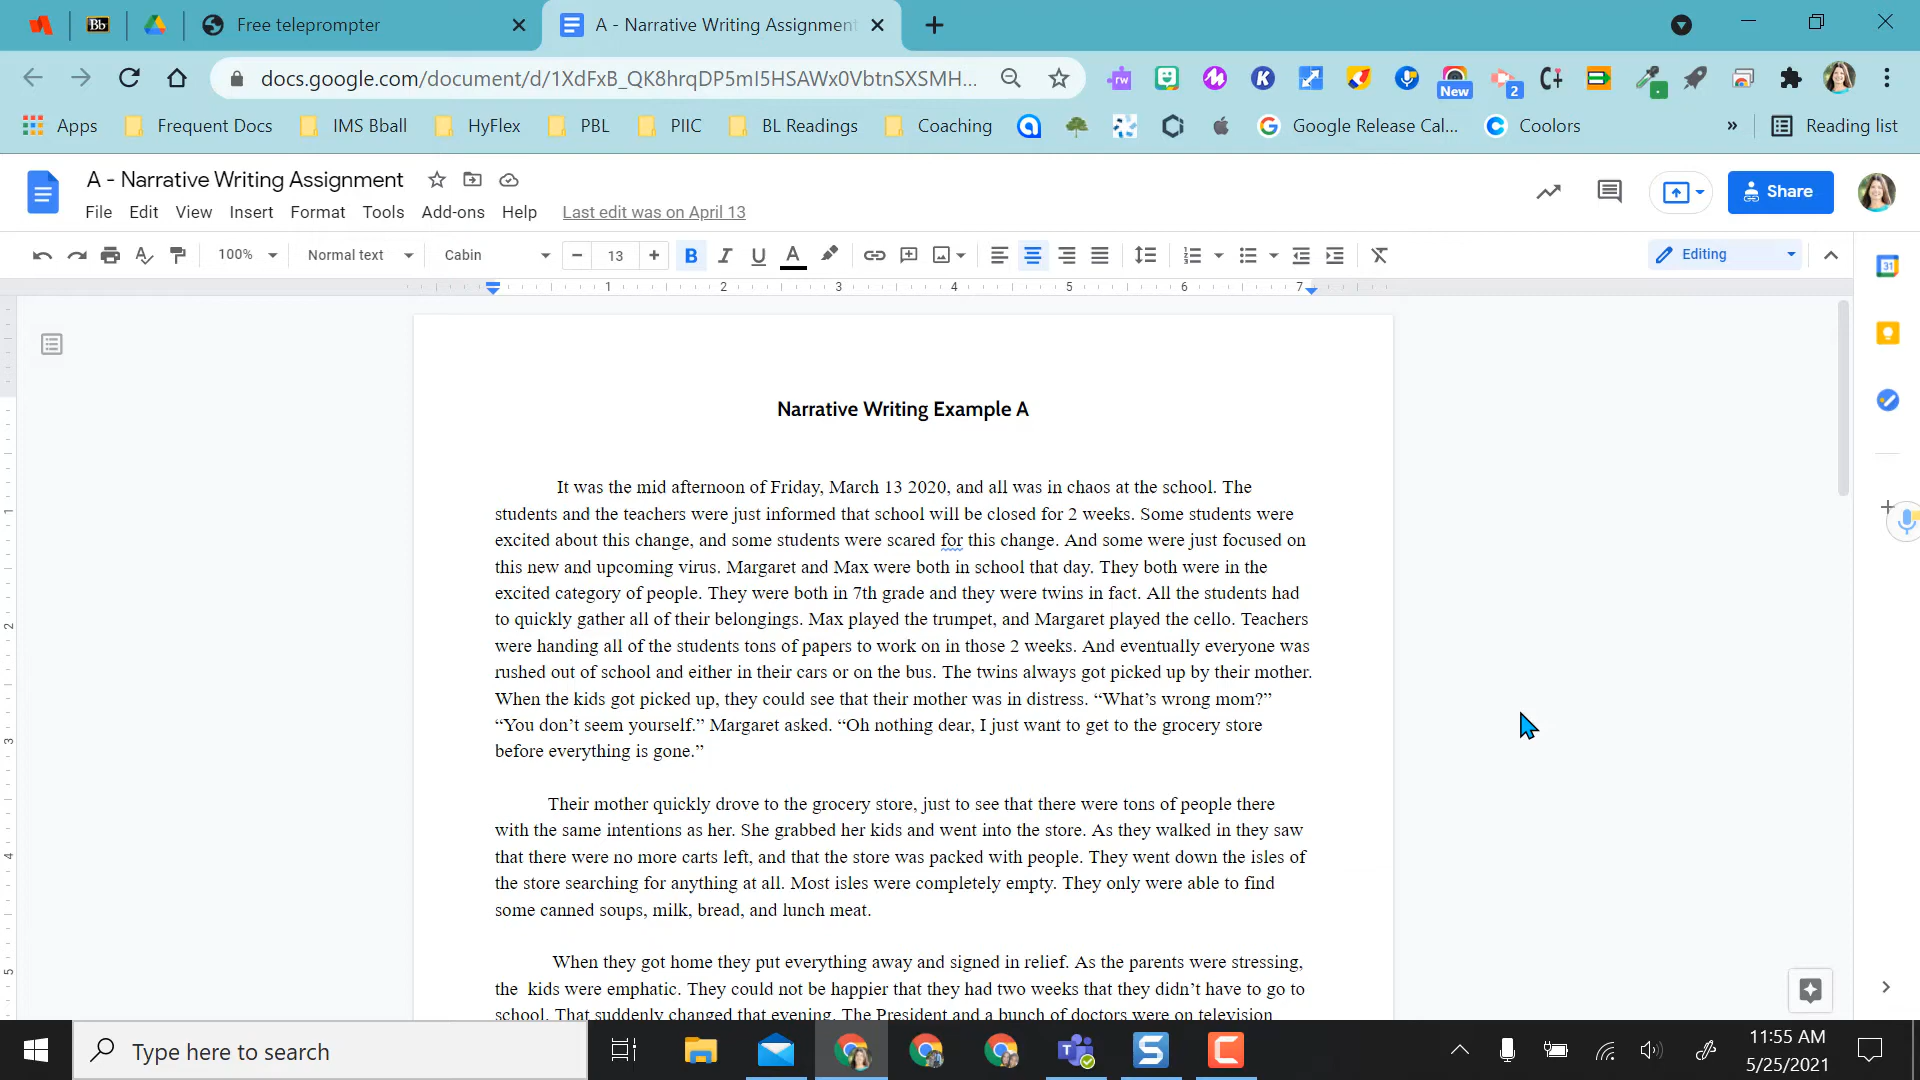 Free teleprompter
A - Narrative Writing Assignment
docs.google.com/document/d/1XdFxB_QK8hrqDP5mI5HSAWx0VbtnSXSMH...
New
2
Apps
Frequent Docs
IMS Bball
HyFlex
PBL
PIIC
BL Readings
Coaching
Google Release Cal...
Coolors
»
Reading list
A - Narrative Writing Assignment
File Edit View Insert Format Tools Add-ons Help Last edit was on April 13
Share
100% Normal text Cabin 13 B I U A Editing
1 2 3 4 5 6 7
Narrative Writing Example A
It was the mid afternoon of Friday, March 13 2020, and all was in chaos at the school. The
students and the teachers were just informed that school will be closed for 2 weeks. Some students were
excited about this change, and some students were scared for this change. And some were just focused on
this new and upcoming virus. Margaret and Max were both in school that day. They both were in the
excited category of people. They were both in 7th grade and they were twins in fact. All the students had
to quickly gather all of their belongings. Max played the trumpet, and Margaret played the cello. Teachers
were handing all of the students tons of papers to work on in those 2 weeks. And eventually everyone was
rushed out of school and either in their cars or on the bus. The twins always got picked up by their mother.
When the kids got picked up, they could see that their mother was in distress. “What’s wrong mom?”
“You don’t seem yourself.” Margaret asked. “Oh nothing dear, I just want to get to the grocery store
before everything is gone.”
Their mother quickly drove to the grocery store, just to see that there were tons of people there
with the same intentions as her. She grabbed her kids and went into the store. As they walked in they saw
that there were no more carts left, and that the store was packed with people. They went down the isles of
the store searching for anything at all. Most isles were completely empty. They only were able to find
some canned soups, milk, bread, and lunch meat.
When they got home they put everything away and signed in relief. As the parents were stressing,
the kids were emphatic. They could not be happier that they had two weeks that they didn’t have to go to
school. That suddenly changed that evening. The President and a bunch of doctors were on television
1
2
3
4
5
Type here to search
11:55 AM
5/25/2021